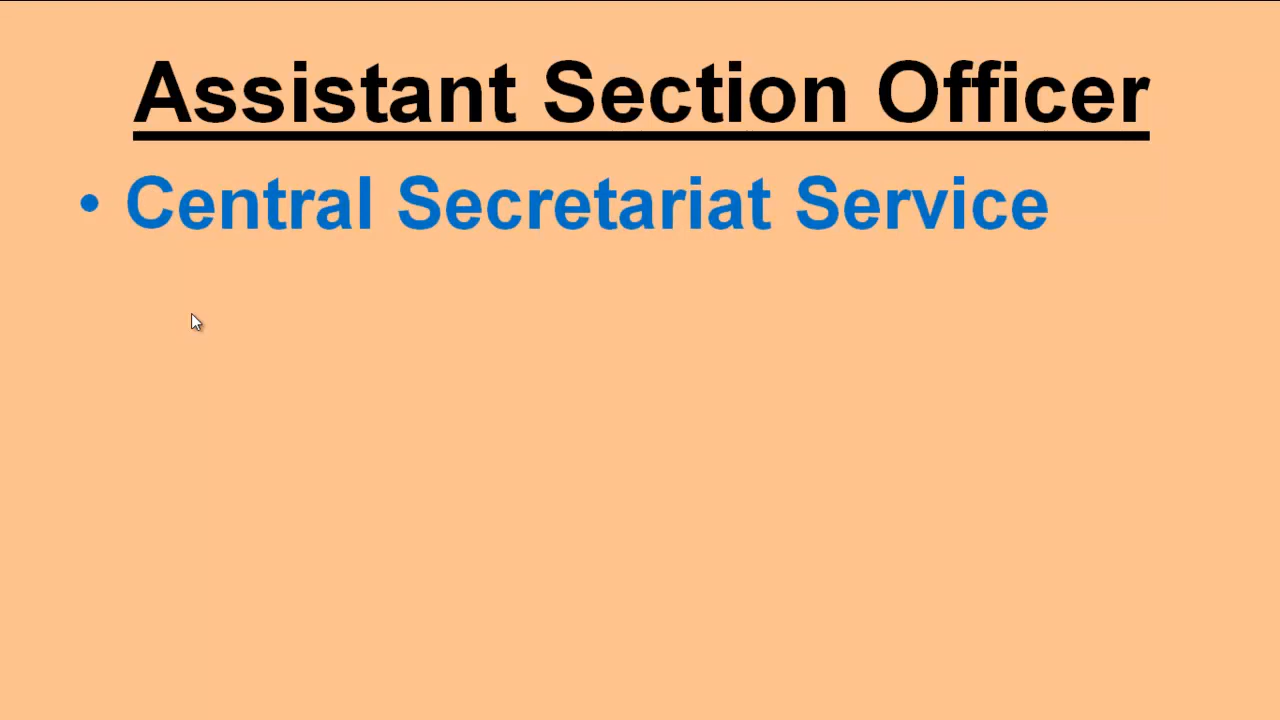 Assistant Section Officer
• Central Secretariat Service